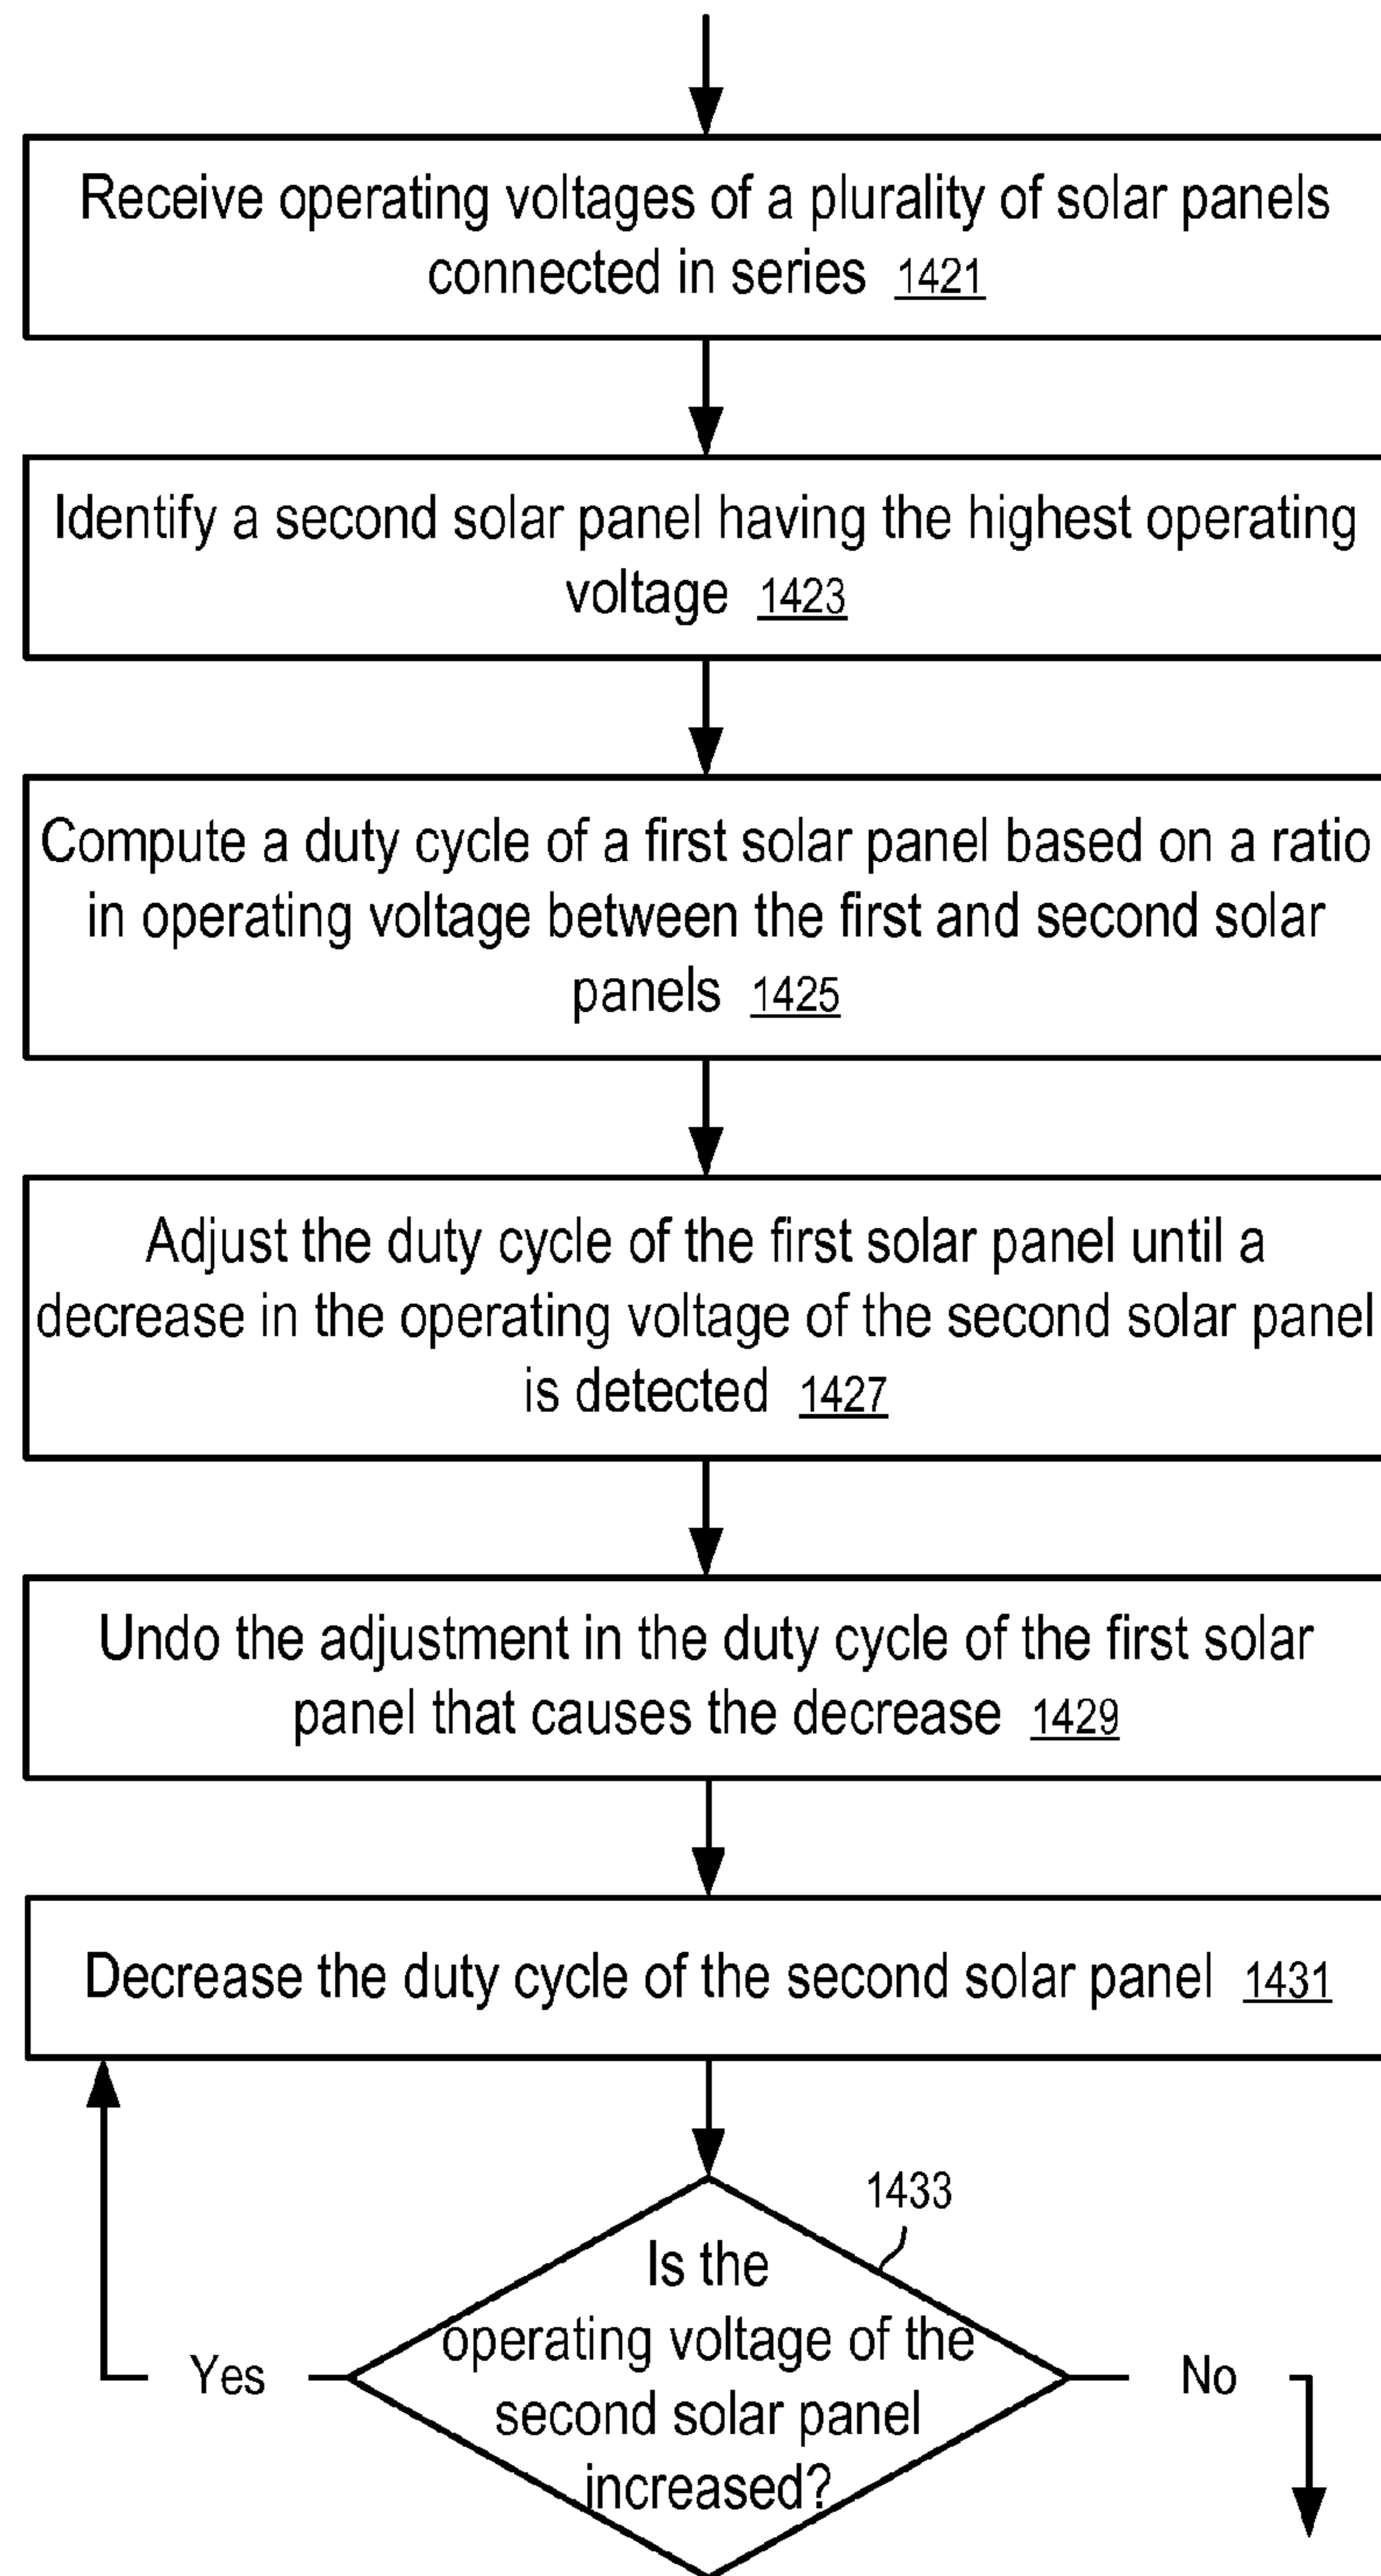 Receive operating voltages of a plurality of solar panels
connected in series 1421
Identify a second solar panel having the highest operating
voltage 1423
Compute a duty cycle of a first solar panel based on a ratio
in operating voltage between the first and second solar
panels 1425
Adjust the duty cycle of the first solar panel until a
decrease in the operating voltage of the second solar panel
is detected 1427
Undo the adjustment in the duty cycle of the first solar
panel that causes the decrease 1429
Decrease the duty cycle of the second solar panel 1431
1433
Is the
operating voltage of the
second solar panel
increased?
Yes
No